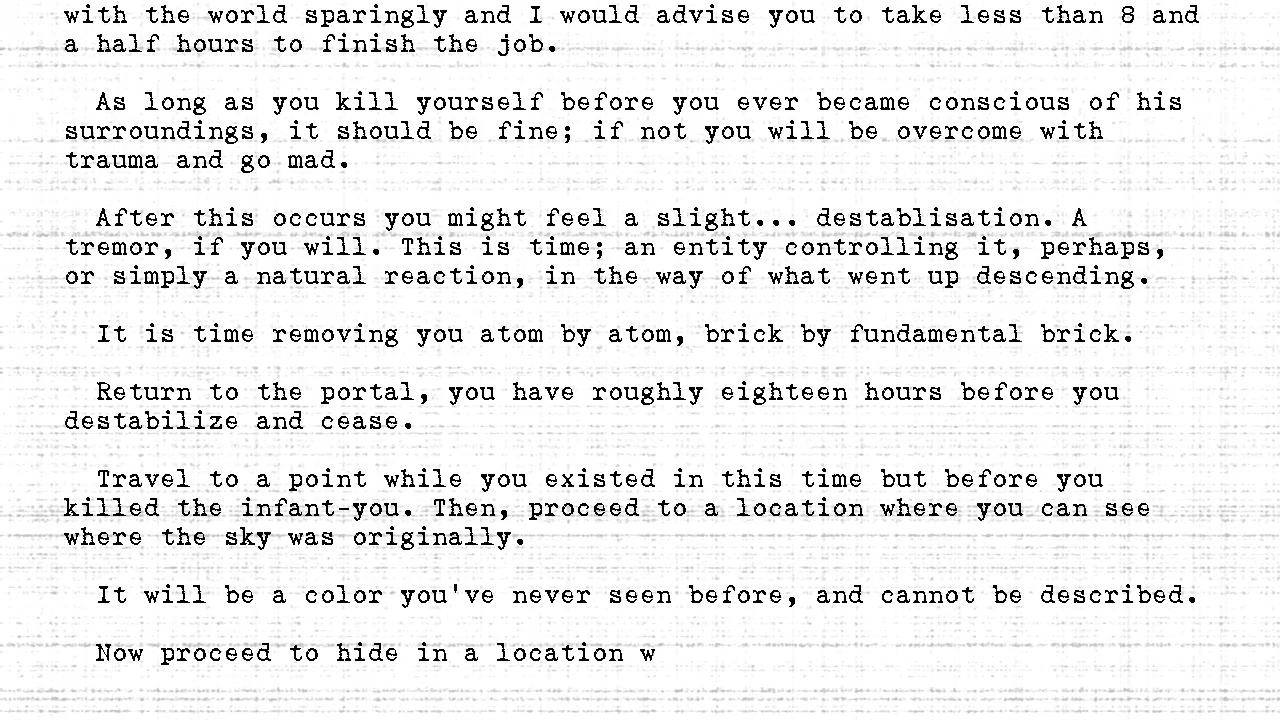 with the world sparingly and I would advise you to take less than 8 and
a half hours to finish the job.
As long as you kill yourself before you ever became conscious of his
surroundings, it should be fine; if not you will be overcome with
trauma and go mad.
After this occurs you might feel a slight... destablisation. A
tremor, if you will. This is time; an entity controlling it, perhaps,
or simply a natural reaction, in the way of what went up descending.
It is time removing you atom by atom, brick by fundamental brick.
Return to the portal, you have roughly eighteen hours before you
destabilize and cease.
Travel to a point while you existed in this time but before you
killed the infant-you. Then, proceed to a location where you can see
where the sky was originally.
It will be a color you've never seen before, and cannot be described.
Now proceed to hide in a location w